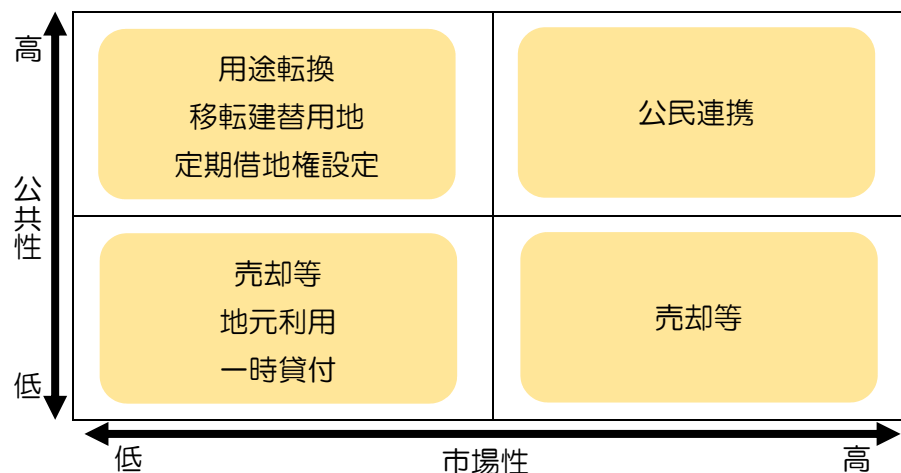 高
用途転換
移転建替用地
定期借地権設定
公民連携
公共性
売却等
地元利用
一時貸付
売却等
低
低
市場性
高